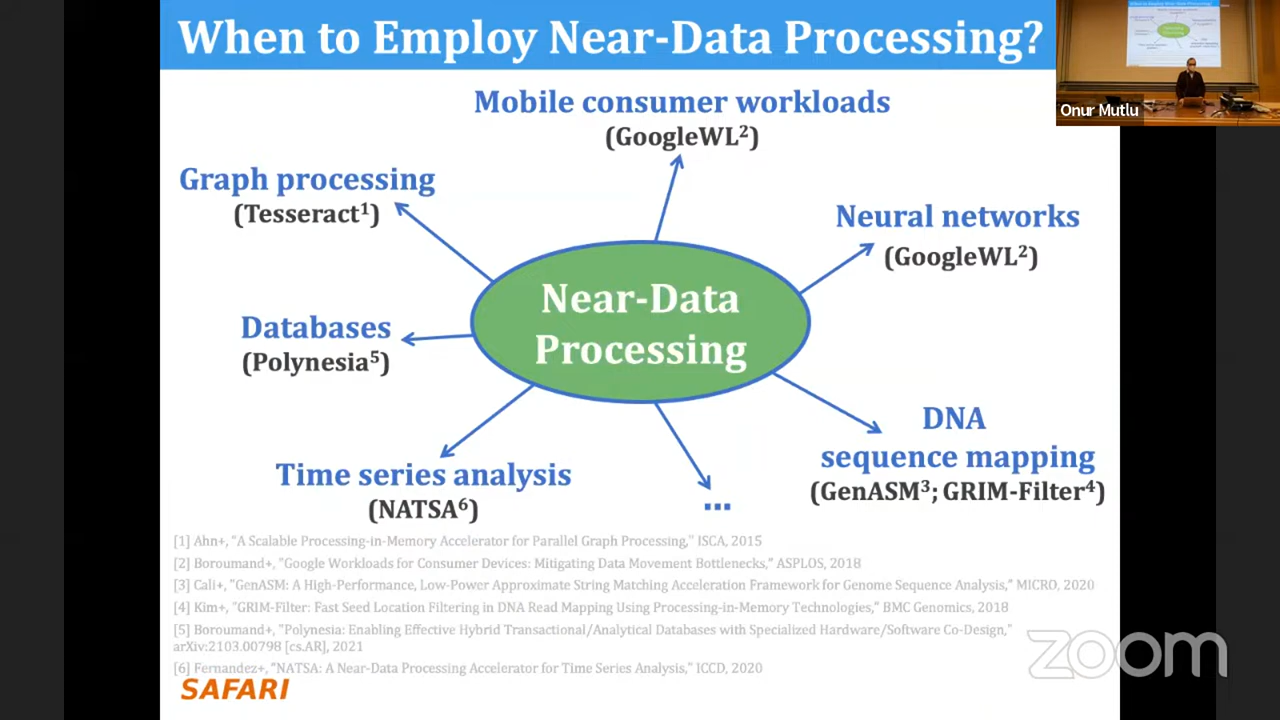 When to Employ Near-Data Processing?
Onur Mutlu
Mobile consumer workloads
(GoogleWL²)
Graph processing
(Tesseract¹)
Neural networks
(GoogleWL²)
Near-Data
Processing
Databases
(Polynesia⁵)
DNA
sequence mapping
(GenASM³; GRIM-Filter⁴)
Time series analysis
(NATSA⁶)
...
[1] Ahn+, "A Scalable Processing-in-Memory Accelerator for Parallel Graph Processing," ISCA, 2015
[2] Boroumand+, "Google Workloads for Consumer Devices: Mitigating Data Movement Bottlenecks," ASPLOS, 2018
[3] Cali+, "GenASM: A High-Performance, Low-Power Approximate String Matching Acceleration Framework for Genome Sequence Analysis," MICRO, 2020
[4] Kim+, "GRIM-Filter: Fast Seed Location Filtering in DNA Read Mapping Using Processing-in-Memory Technologies," BMC Genomics, 2018
[5] Boroumand+, "Polynesia: Enabling Effective Hybrid Transactional/Analytical Databases with Specialized Hardware/Software Co-Design,"
arXiv:2103.00798 [cs.AR], 2021
[6] Fernandez+, "NATSA: A Near-Data Processing Accelerator for Time Series Analysis," ICCD, 2020
SAFARI
zoom